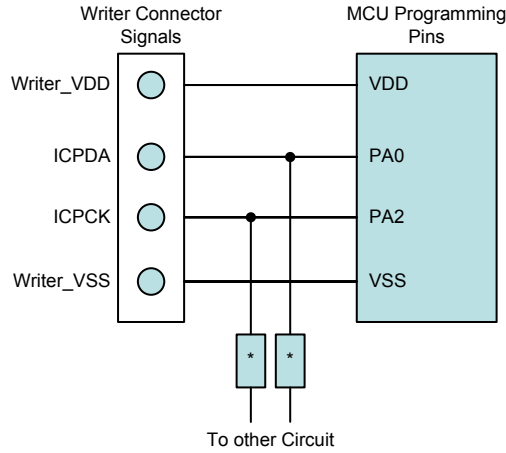 Writer Connector
Signals
MCU Programming
Pins
Writer_VDD
VDD
ICPDA
PA0
ICPCK
PA2
Writer_VSS
VSS
* *
To other Circuit